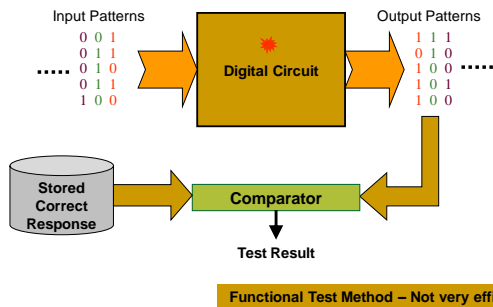 Input Patterns
Output Patterns
0 0 1
0 1 1
0 1 0
0 1 1
1 0 0
.....
Digital Circuit
1 1 1
0 1 1
1 0 0
1 1 0
1 0 0
.....
Stored
Correct
Response
Comparator
Test Result
Functional Test Method – Not very